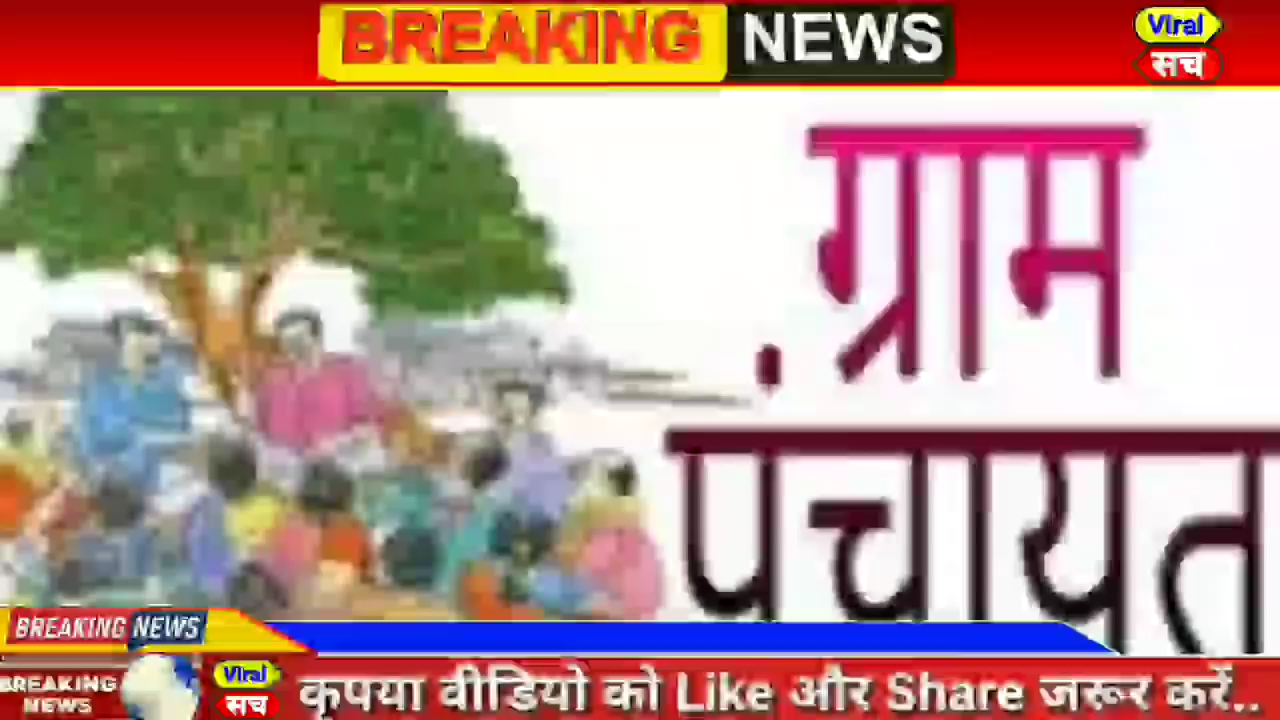 BREAKING NEWS
Viral
सच
ग्राम
पंचायत
BREAKING NEWS
BREAKING
NEWS
Viral
सच
कृपया वीडियो को Like और Share जरूर करें..